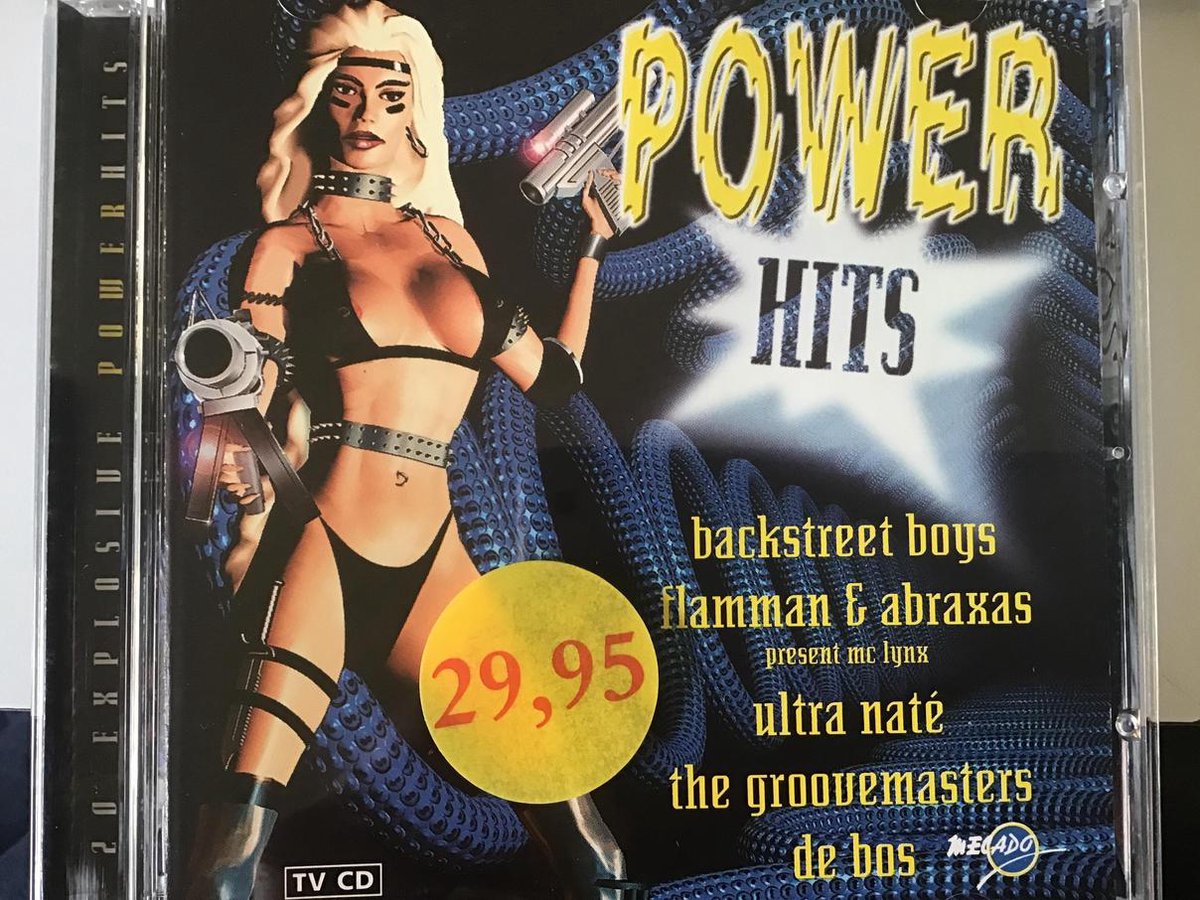 20 EXPLOSIVE POWERHITS
POWER
HITS
backstreet boys
flamman & abraxas
present mc lynx
ultra naté
the groovemasters
de bos
29,95
MECADO
TV CD